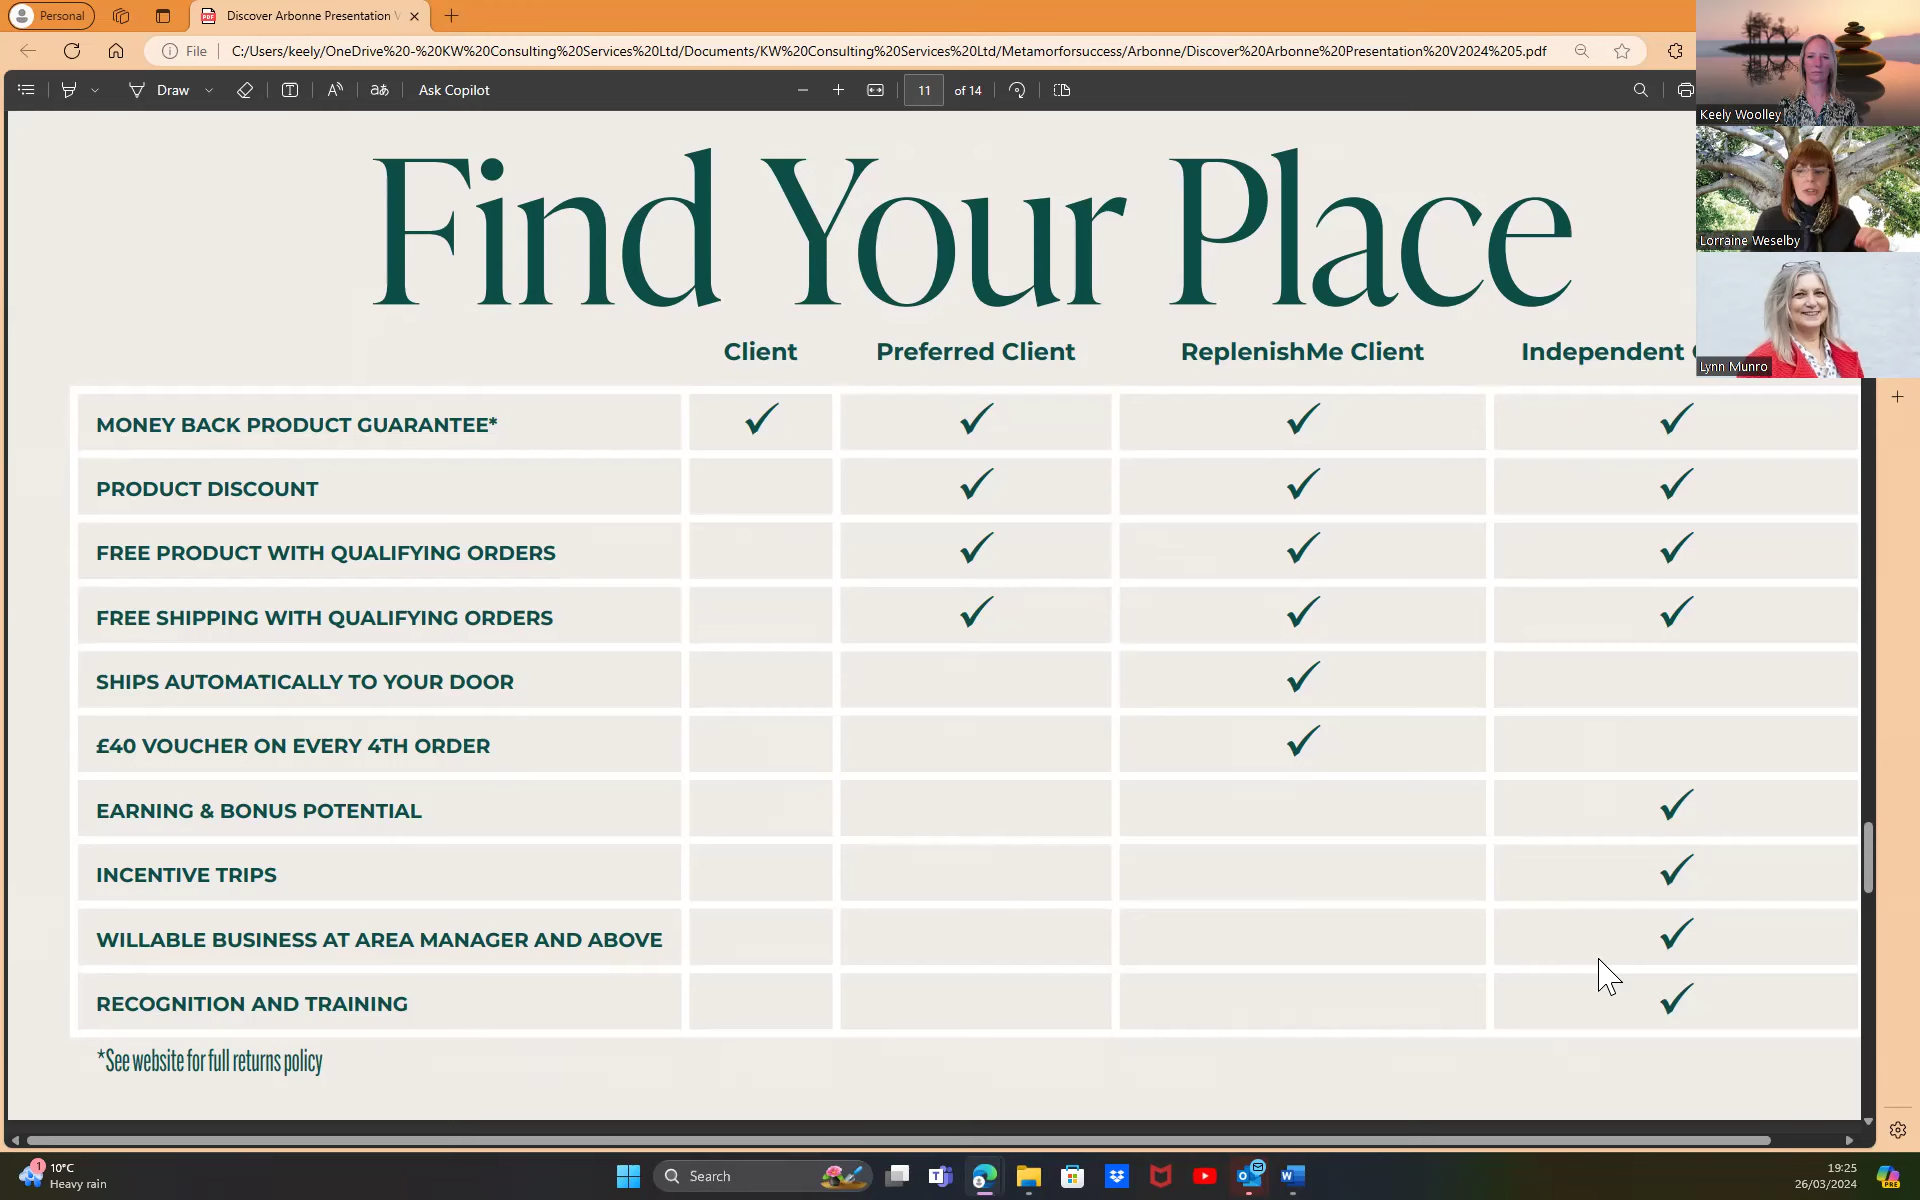 Personal
Discover Arbonne Presentation V
File
C:/Users/keely/OneDrive%20-%20KW%20Consulting%20Services%20Ltd/Documents/KW%20Consulting%20Services%20Ltd/Metamorforsuccess/Arbonne/Discover%20Arbonne%20Presentation%20V2024%205.pdf
Draw
Ask Copilot
11 of 14
Keely Woolley
Lorraine Weselby
Lynn Munro
Find Your Place
Client Preferred Client ReplenishMe Client Independent
MONEY BACK PRODUCT GUARANTEE*
PRODUCT DISCOUNT
FREE PRODUCT WITH QUALIFYING ORDERS
FREE SHIPPING WITH QUALIFYING ORDERS
SHIPS AUTOMATICALLY TO YOUR DOOR
£40 VOUCHER ON EVERY 4TH ORDER
EARNING & BONUS POTENTIAL
INCENTIVE TRIPS
WILLABLE BUSINESS AT AREA MANAGER AND ABOVE
RECOGNITION AND TRAINING
*See website for full returns policy
1
10°C
Heavy rain
Search
19:25
26/03/2024